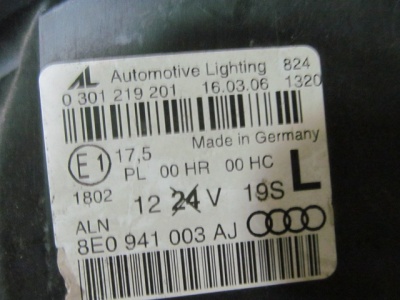 AL Automotive Lighting 824
0 301 219 201 16.03.06 1320
Made in Germany
E1 17,5
PL 00 HR 00 HC L
1802
12 24 V 19S
ALN
8E0 941 003 AJ